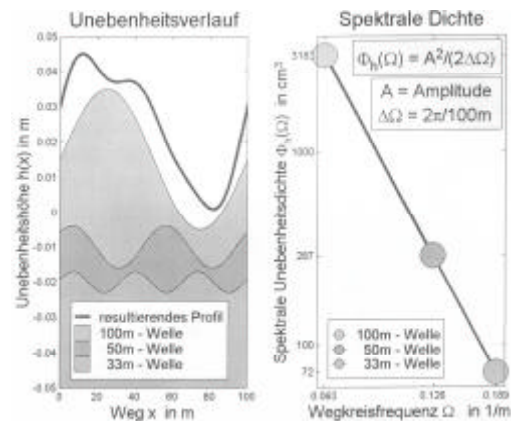 Unebenheitsverlauf
Unebenheitshöhe h(x) in m
0.05
0.04
0.03
0.02
0.01
0
-0.01
-0.02
-0.03
-0.04
-0.05
resultierendes Profil
100m - Welle
50m - Welle
33m - Welle
0
20
40
60
80
100
Weg x in m
Spektrale Dichte
Spektrale Unebenheitsdichte Φh(Ω) in cm³
Φh(Ω) = A²/(2ΔΩ)
A = Amplitude
ΔΩ = 2π/100m
3183
1000
287
100
72
100m - Welle
50m - Welle
33m - Welle
0.063
0.126
0.189
Wegkreisfrequenz Ω in 1/m